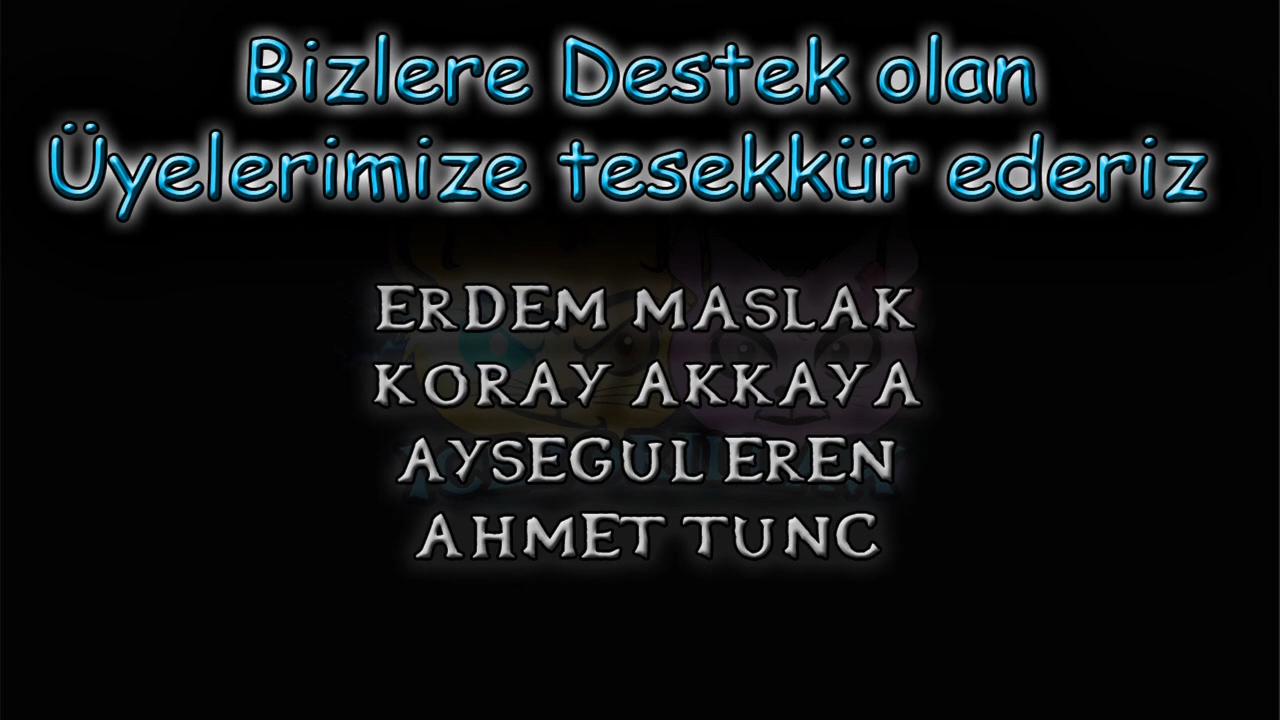 Bizlere Destek olan
Üyelerimize tesekkür ederiz
ERDEM MASLAK
KORAY AKKAYA
AYSEGUL EREN
AHMET TUNC